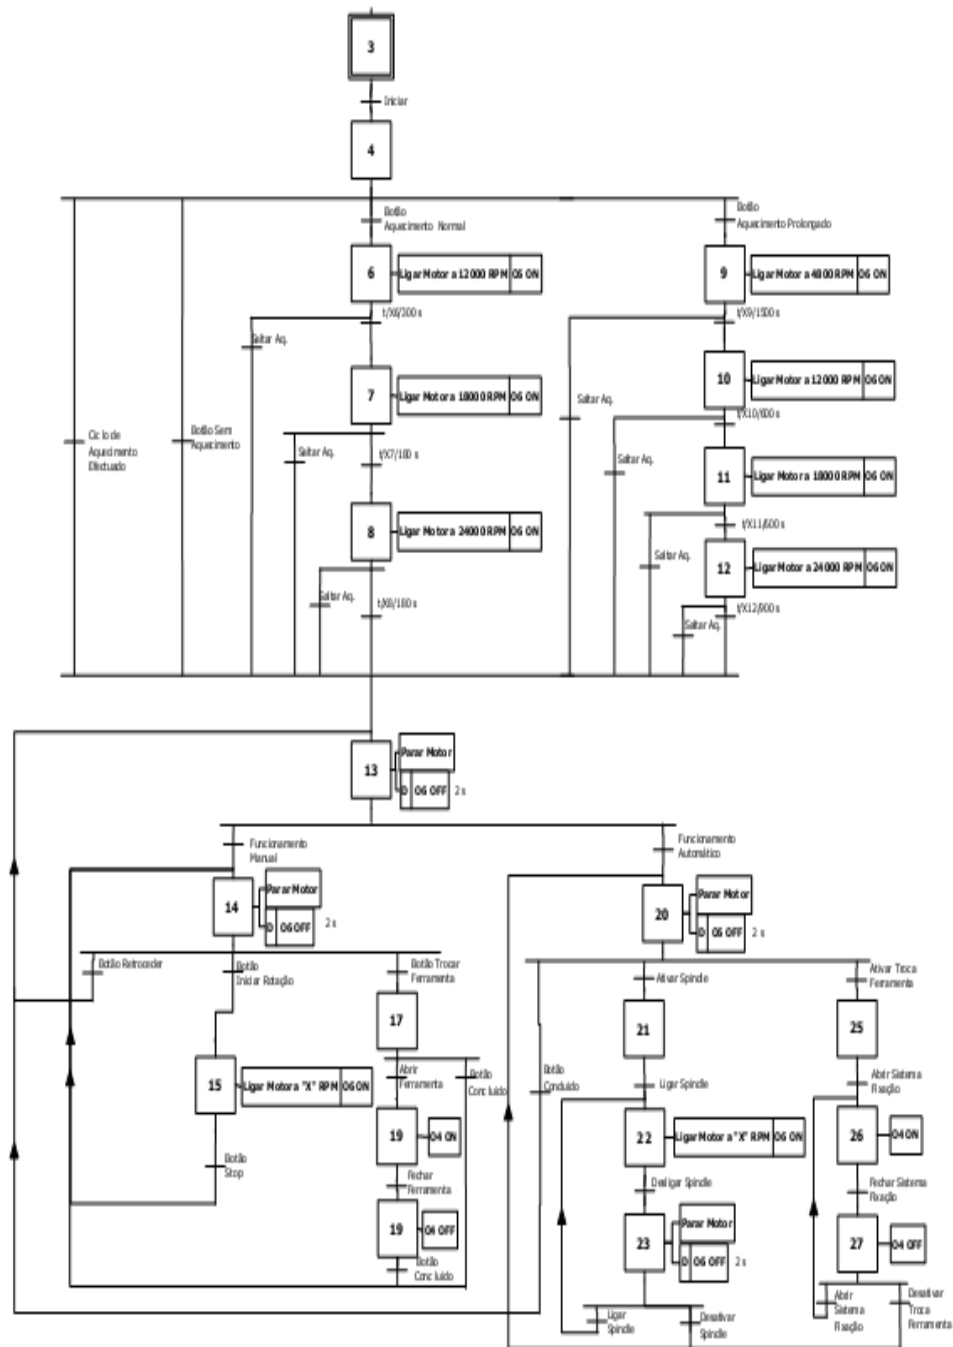 3
Iniciar
4
Botão
Aquecimento Normal
Botão
Aquecimento Prolongado
6
Ligar Motor a 12000 RPM
O6 ON
9
Ligar Motor a 4800 RPM
O6 ON
t/X6/300 s
t/X9/1500 s
Saltar Aq.
7
Ligar Motor a 18000 RPM
O6 ON
10
Ligar Motor a 12000 RPM
O6 ON
Saltar Aq.
t/X10/600 s
Ciclo de
Aquecimento
Efectuado
Botão Sem
Aquecimento
Saltar Aq.
t/X7/180 s
Saltar Aq.
11
Ligar Motor a 18000 RPM
O6 ON
8
Ligar Motor a 24000 RPM
O6 ON
t/X11/600 s
Saltar Aq.
12
Ligar Motor a 24000 RPM
O6 ON
Saltar Aq.
t/X8/180 s
t/X12/900 s
Saltar Aq.
13
Parar Motor
D
O6 OFF
2 s
Funcionamento
Manual
Funcionamento
Automático
14
Parar Motor
D
O6 OFF
2 s
20
Parar Motor
D
O6 OFF
2 s
Botão Retroceder
Botão
Iniciar Rotação
Botão Trocar
Ferramenta
Ativar Spindle
Ativar Troca
Ferramenta
17
21
25
15
Ligar Motor a "X" RPM
O6 ON
Abrir
Ferramenta
Botão
Concluido
Botão
Concluido
Ligar Spindle
Abrir Sistema
Fixação
19
O4 ON
22
Ligar Motor a "X" RPM
O6 ON
26
O4 ON
Botão
Stop
Fechar
Ferramenta
Desligar Spindle
Fechar Sistema
Fixação
19
O4 OFF
23
Parar Motor
D
O6 OFF
2 s
27
O4 OFF
Botão
Concluido
Ligar
Spindle
Desativar
Spindle
Abrir
Sistema
Fixação
Desativar
Troca
Ferramenta